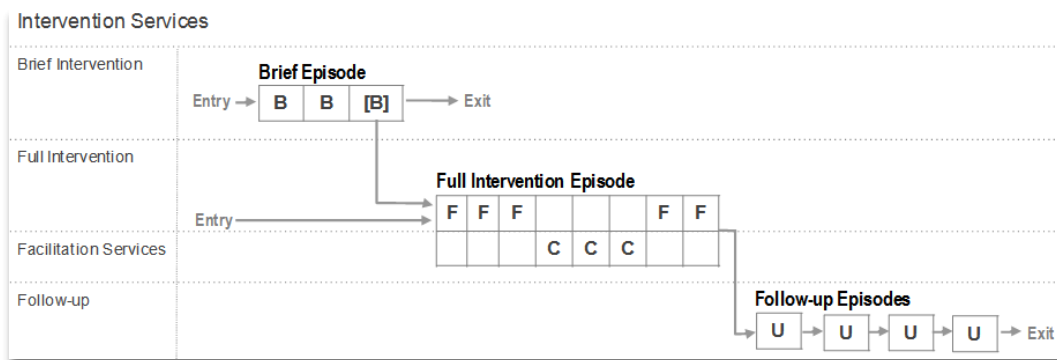 Intervention Services
Brief Intervention
Brief Episode
Entry B B [B] Exit
Full Intervention
Full Intervention Episode
F F F F F
Entry
Facilitation Services
C C C
Follow-up
Follow-up Episodes
U U U U Exit